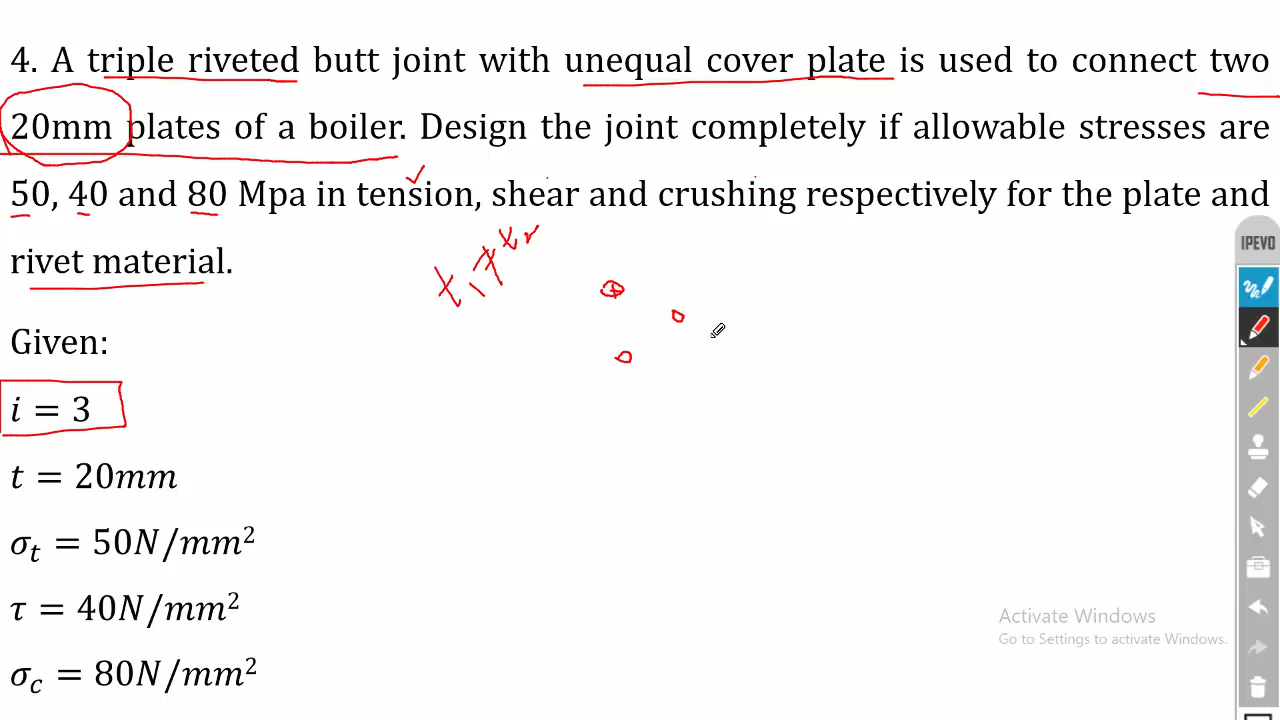 4. A triple riveted butt joint with unequal cover plate is used to connect two
20mm plates of a boiler. Design the joint completely if allowable stresses are
50, 40 and 80 Mpa in tension, shear and crushing respectively for the plate and
rivet material.
Given:
i = 3
t = 20mm
σt = 50N/mm²
τ = 40N/mm²
σc = 80N/mm²
IPEVO
Activate Windows
Go to Settings to activate Windows.